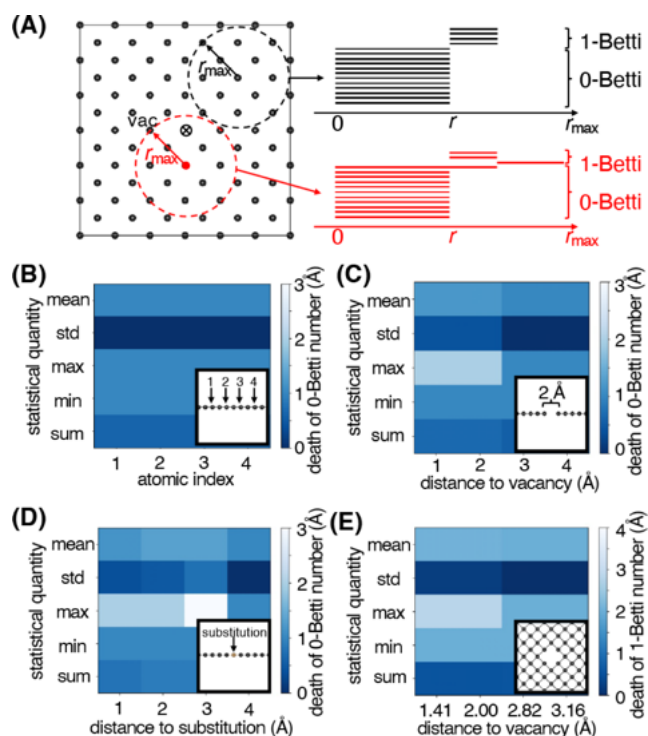 (A)
r max
vac
r max
1-Betti
0-Betti
0 r r max
1-Betti
0-Betti
0 r r max
(B)
statistical quantity
mean
std
max
min
sum
1 2 3 4
1 2 3 4
atomic index
3
2
1
0
death of 0-Betti number (Å)
(C)
statistical quantity
mean
std
max
min
sum
2 Å
1 2 3 4
distance to vacancy (Å)
3
2
1
0
death of 0-Betti number (Å)
(D)
statistical quantity
mean
std
max
min
sum
substitution
1 2 3 4
distance to substitution (Å)
3
2
1
0
death of 0-Betti number (Å)
(E)
statistical quantity
mean
std
max
min
sum
1.41 2.00 2.82 3.16
distance to vacancy (Å)
4
3
2
1
0
death of 1-Betti number (Å)